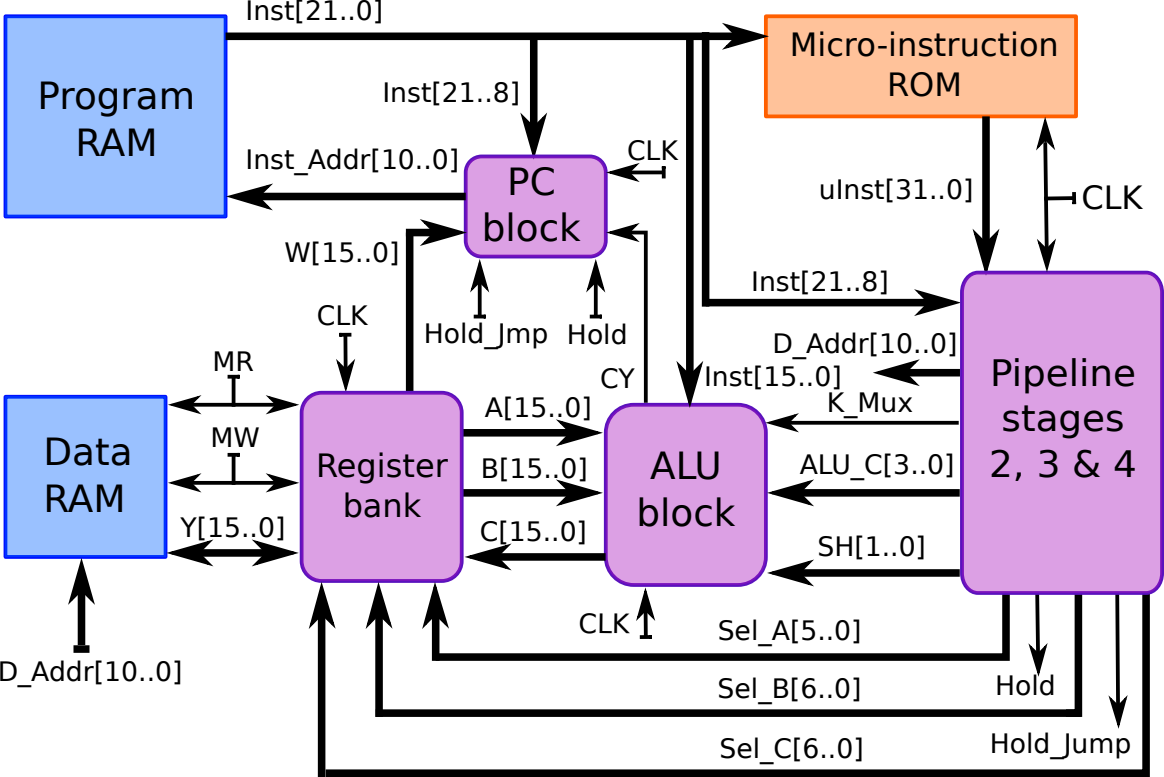 Inst[21..0]
Program
RAM
Micro-instruction
ROM
Inst[21..8]
Inst_Addr[10..0]
CLK
PC
block
uInst[31..0]
CLK
W[15..0]
Inst[21..8]
CLK
Hold_Jmp
Hold
D_Addr[10..0]
MR
CY
Inst[15..0]
K_Mux
Pipeline
stages
2, 3 & 4
A[15..0]
MW
Data
RAM
Register
bank
B[15..0]
ALU
block
ALU_C[3..0]
Y[15..0]
C[15..0]
SH[1..0]
CLK
Sel_A[5..0]
D_Addr[10..0]
Hold
Sel_B[6..0]
Hold_Jump
Sel_C[6..0]